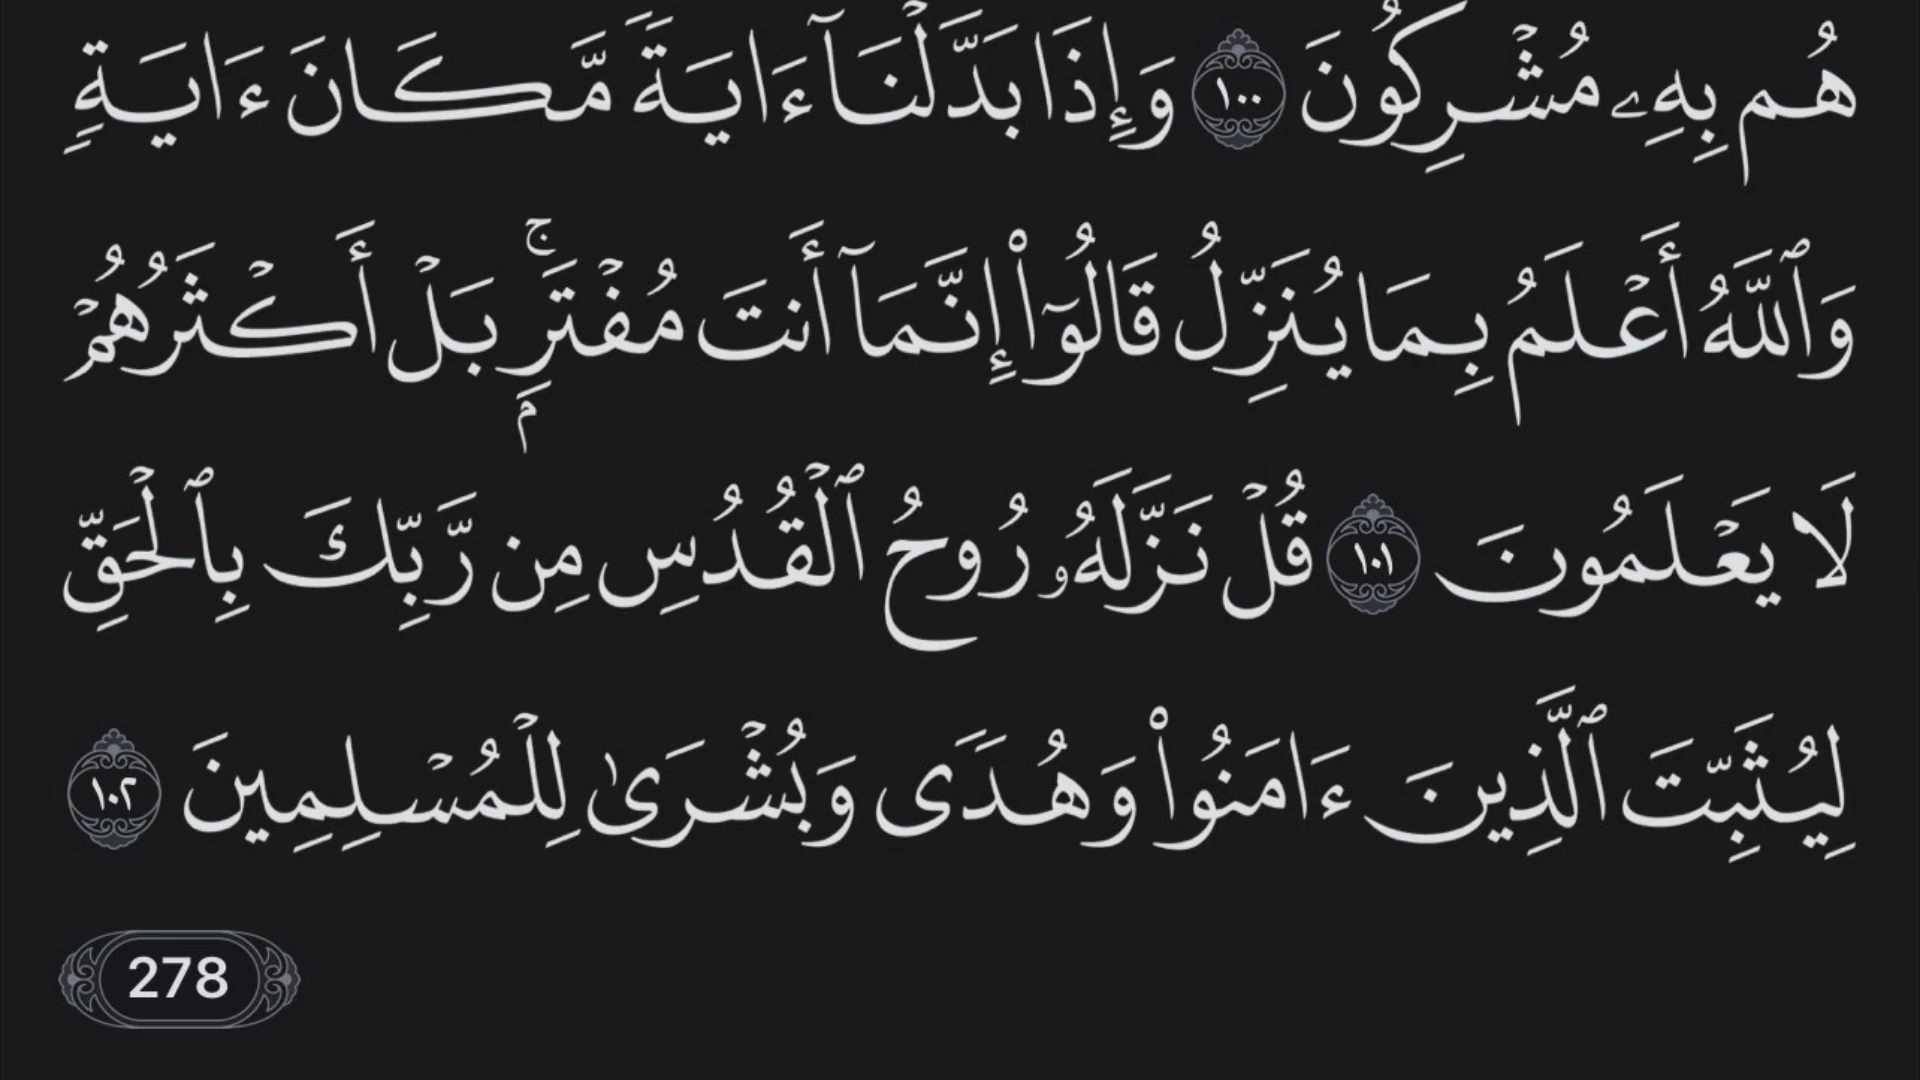 هُم بِهِۦ مُشْرِكُونَ ١٠٠ وَإِذَا بَدَّلْنَآ ءَايَةً مَّكَانَ ءَايَةٍ
وَٱللَّهُ أَعْلَمُ بِمَا يُنَزِّلُ قَالُوٓا۟ إِنَّمَآ أَنتَ مُفْتَرٍۭ ۚ بَلْ أَكْثَرُهُمْ
لَا يَعْلَمُونَ ١٠١ قُلْ نَزَّلَهُۥ رُوحُ ٱلْقُدُسِ مِن رَّبِّكَ بِٱلْحَقِّ
لِيُثَبِّتَ ٱلَّذِينَ ءَامَنُوا۟ وَهُدًى وَبُشْرَىٰ لِلْمُسْلِمِينَ ١٠٢
278